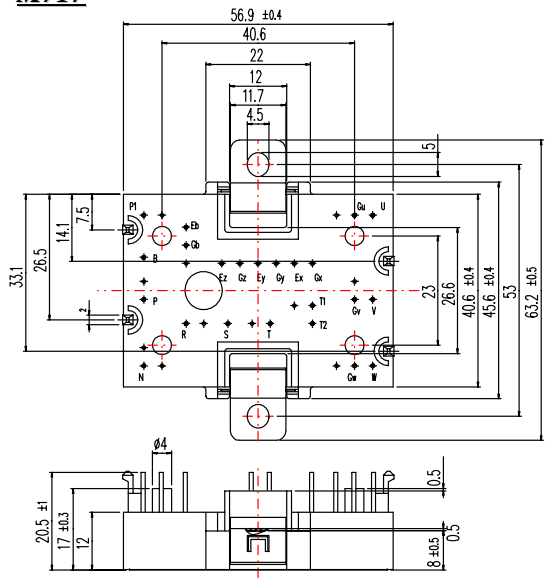 56.9 ±0.4
40.6
22
12
11.7
4.5
5
P1
Gu U
7.5
14.1
26.5
33.1
2
Eb
Gb
B
Ez Gz Ey Gy Ex Gx
P
T1
Gv V
R S T T2
N
Gw W
23
26.6
40.6 ±0.4
45.6 ±0.4
53
63.2 ±0.5
ø4
0.5
20.5 ±1
17 ±0.3
12
8 ±0.5
0.5